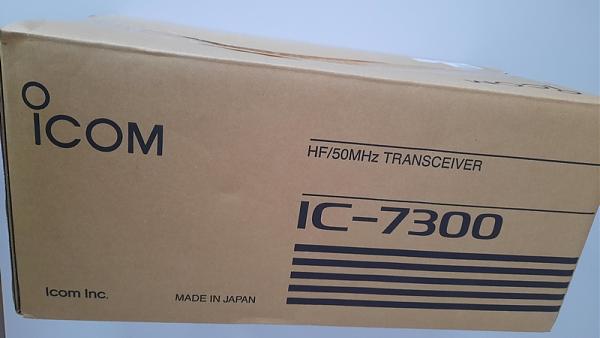 ICOM
HF/50MHz TRANSCEIVER
IC-7300
Icom Inc.
MADE IN JAPAN